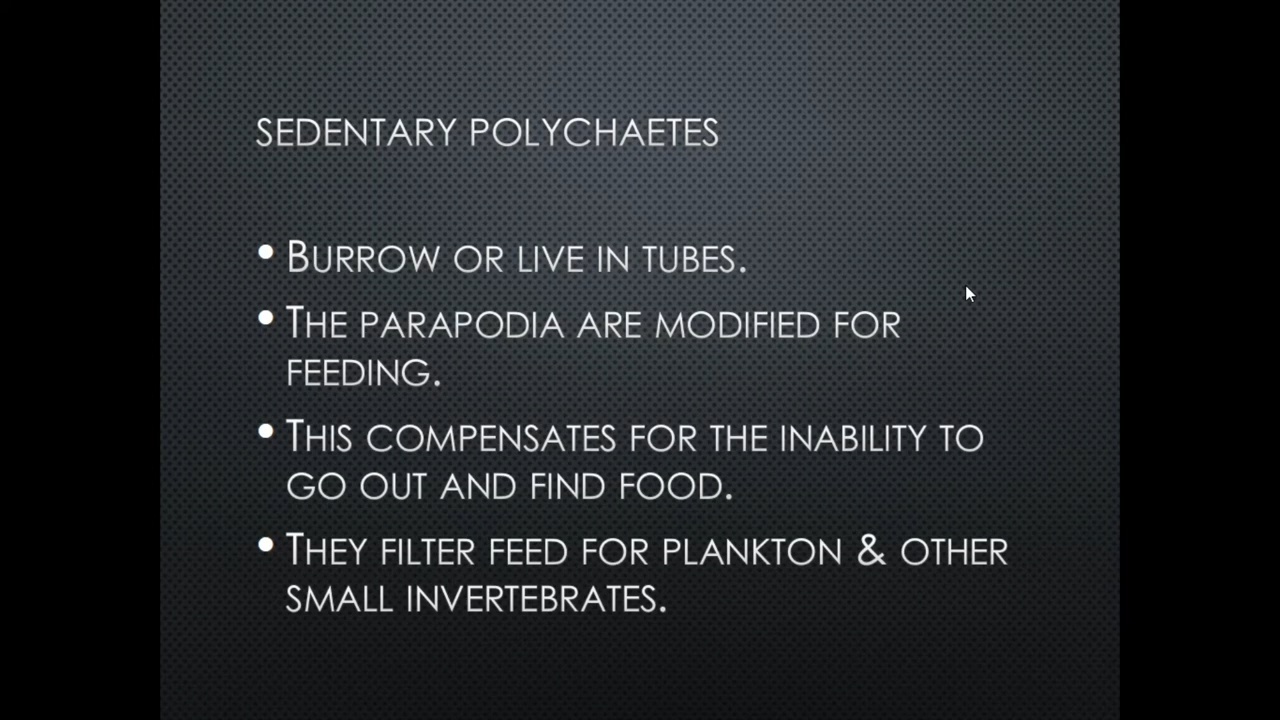 SEDENTARY POLYCHAETES
• BURROW OR LIVE IN TUBES.
• THE PARAPODIA ARE MODIFIED FOR
FEEDING.
• THIS COMPENSATES FOR THE INABILITY TO
GO OUT AND FIND FOOD.
• THEY FILTER FEED FOR PLANKTON & OTHER
SMALL INVERTEBRATES.